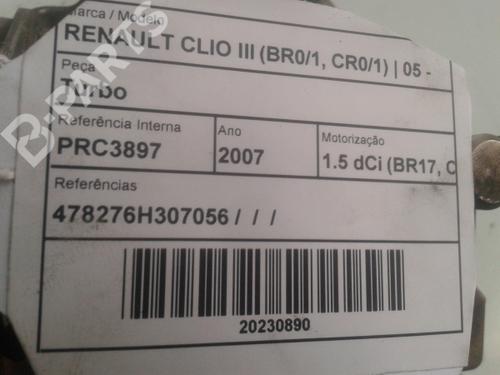 Marca / Modelo
RENAULT CLIO III (BR0/1, CR0/1) | 05 -
Peça
Turbo
Referência Interna
PRC3897
Ano
2007
Motorização
1.5 dCi (BR17, C
Referências
478276H307056 / / /
20230890
B-PARTS